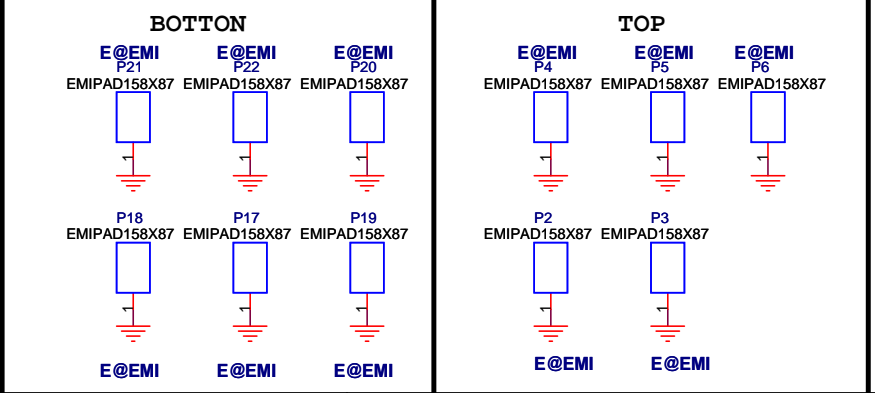 BOTTON
TOP
E@EMI E@EMI E@EMI
P21 P22 P20
EMIPAD158X87 EMIPAD158X87 EMIPAD158X87
1 1 1
P18 P17 P19
EMIPAD158X87 EMIPAD158X87 EMIPAD158X87
1 1 1
E@EMI E@EMI E@EMI
E@EMI E@EMI E@EMI
P4 P5 P6
EMIPAD158X87 EMIPAD158X87 EMIPAD158X87
1 1 1
P2 P3
EMIPAD158X87 EMIPAD158X87
1 1
E@EMI E@EMI